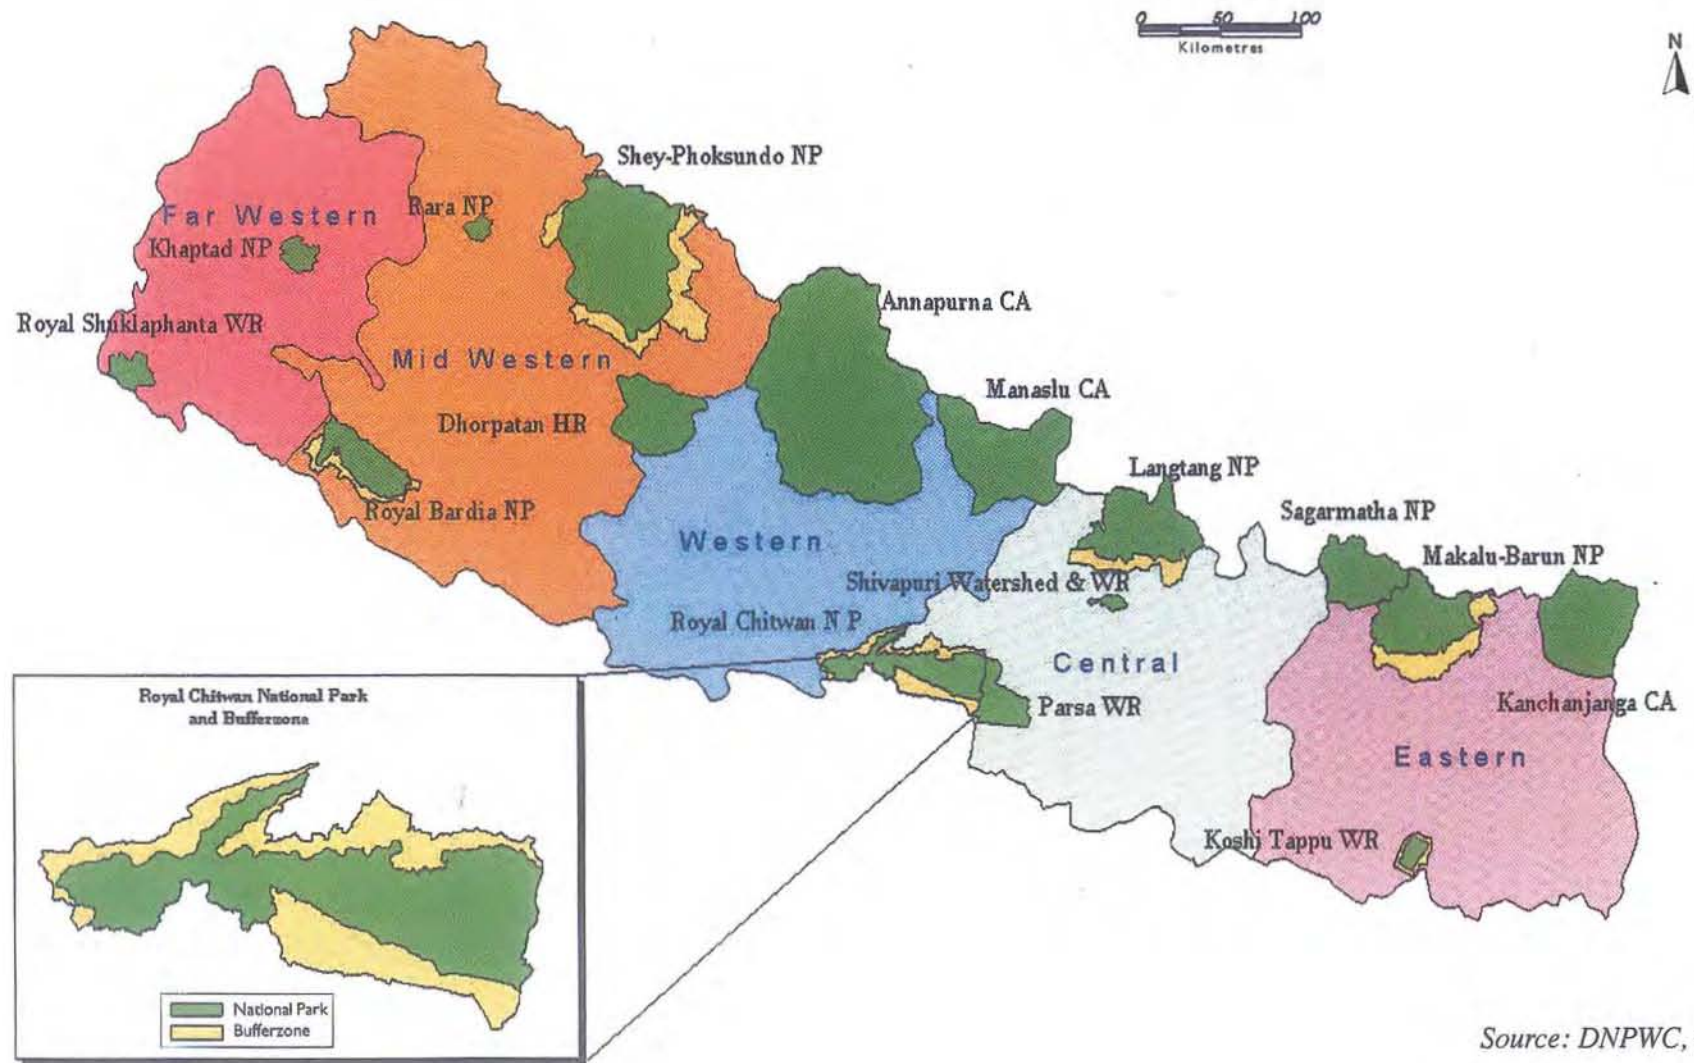 0 50 100
Kilometres
N
Shey-Phoksundo NP
Far Western
Rara NP
Khaptad NP
Annapurna CA
Royal Shuklaphanta WR
Mid Western
Manaslu CA
Dhorpatan HR
Langtang NP
Royal Bardia NP
Sagarmatha NP
Western
Makalu-Barun NP
Shivapuri Watershed & WR
Royal Chitwan N P
Central
Royal Chitwan National Park
and Bufferzone
Parsa WR
Kanchanjanga CA
Eastern
Koshi Tappu WR
National Park
Bufferzone
Source: DNPWC,